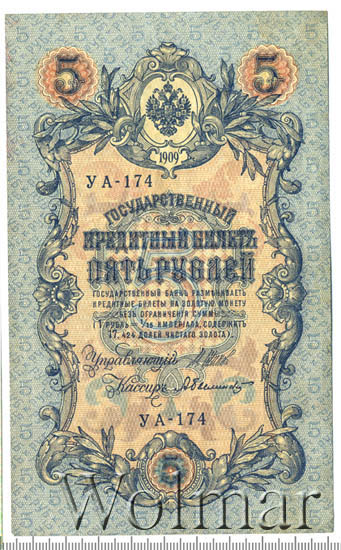 5 5
1909
УА-174
ГОСУДАРСТВЕННЫЙ
КРЕДИТНЫЙ БИЛЕТЪ
ПЯТЬ РУБЛЕЙ
ГОСУДАРСТВЕННЫЙ БАНКЪ РАЗМѢНИВАЕТЪ
КРЕДИТНЫЕ БИЛЕТЫ НА ЗОЛОТУЮ МОНЕТУ
БЕЗЪ ОГРАНИЧЕНІЯ СУММЫ
(1 РУБЛЬ = 1/15 ИМПЕРІАЛА, СОДЕРЖИТЪ
17,424 ДОЛЕЙ ЧИСТАГО ЗОЛОТА).
Управляющій
Кассиръ
УА-174
5
Wolmar